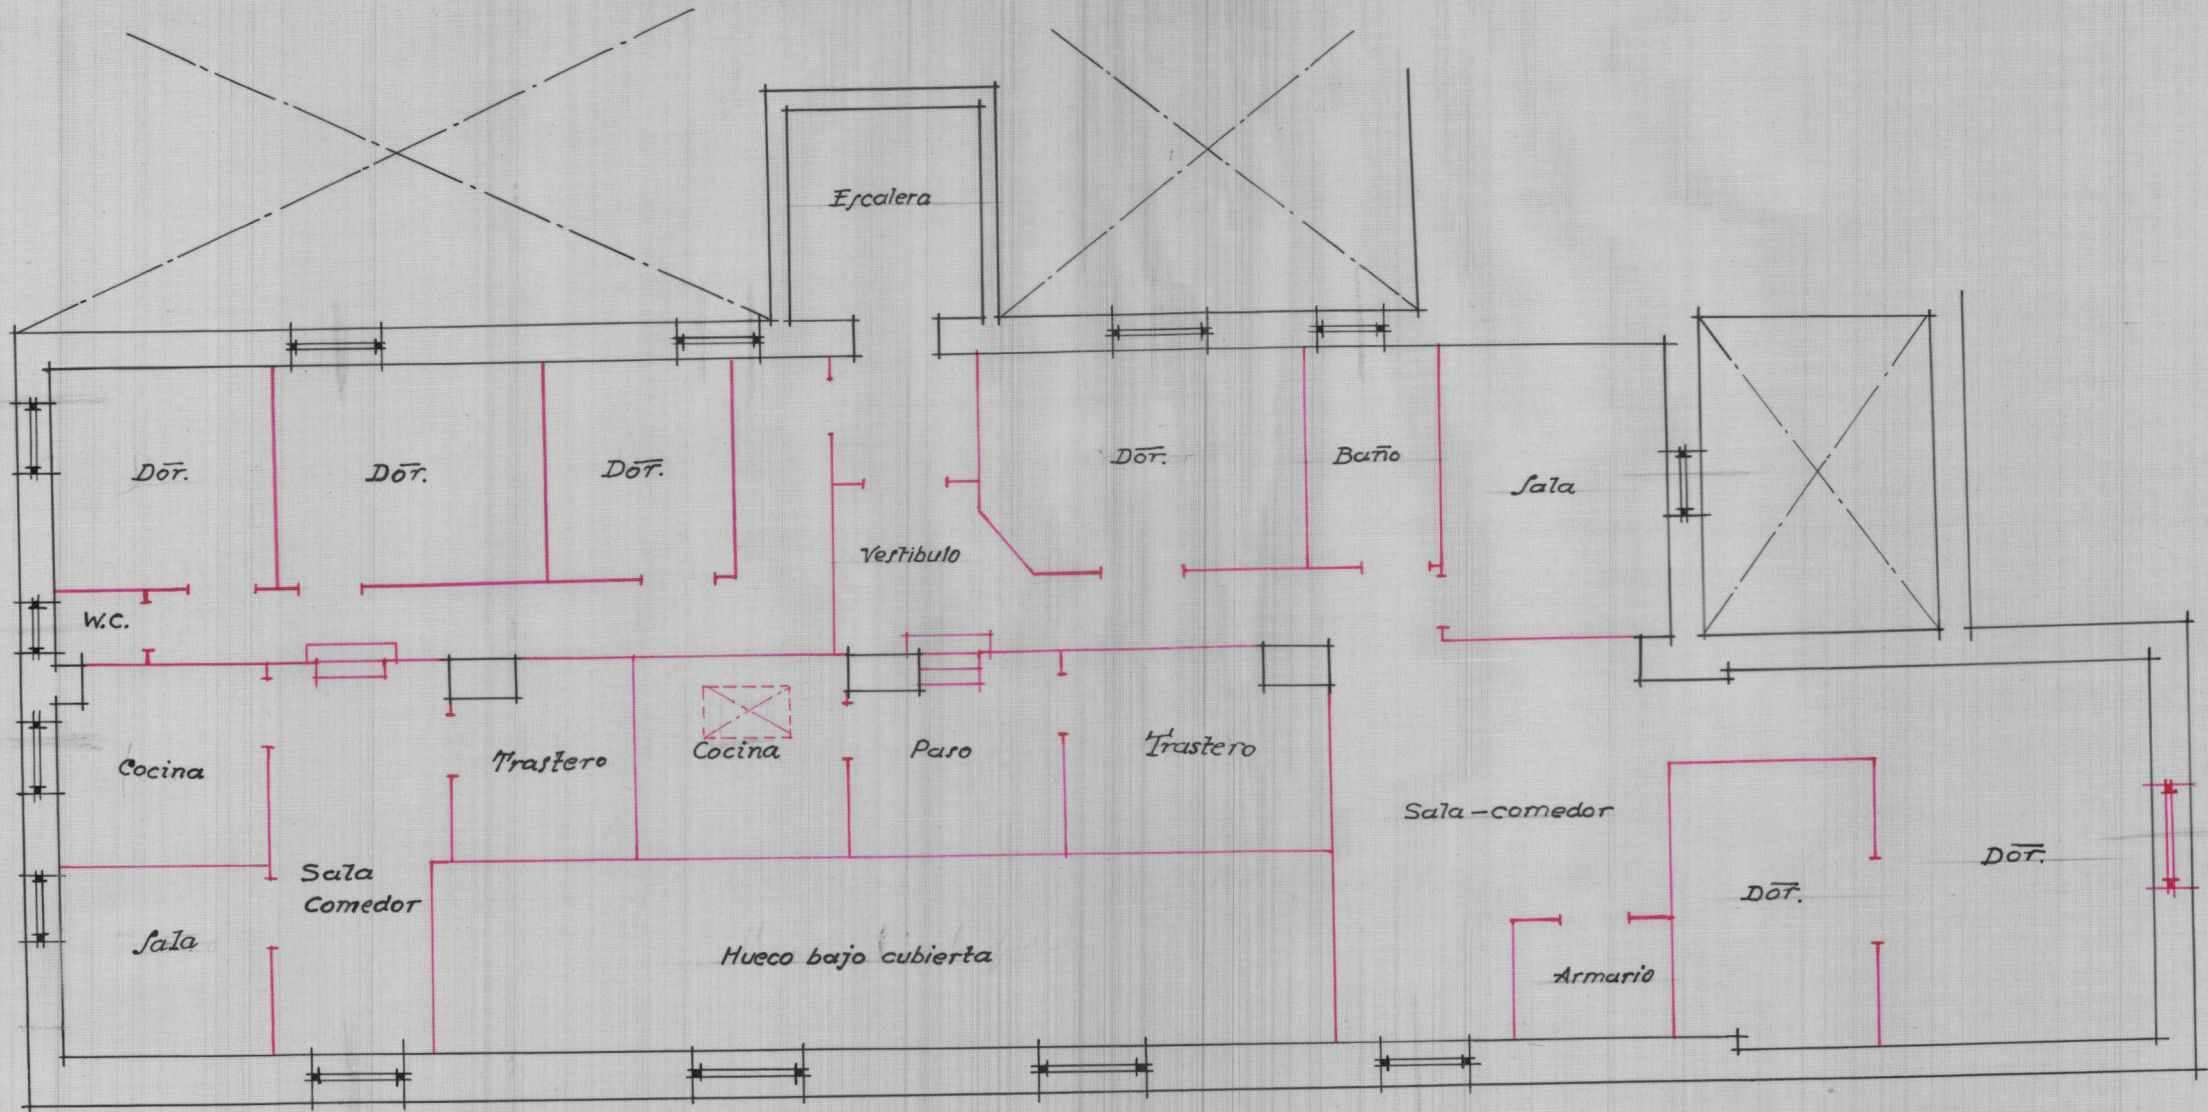 Escalera
Dor.
Dor.
Dor.
Dor.
Baño
Sala
Vestibulo
W.C.
Cocina
Trastero
Cocina
Paso
Trastero
Sala-comedor
Sala
Comedor
Dor.
Dor.
Sala
Hueco bajo cubierta
Armario